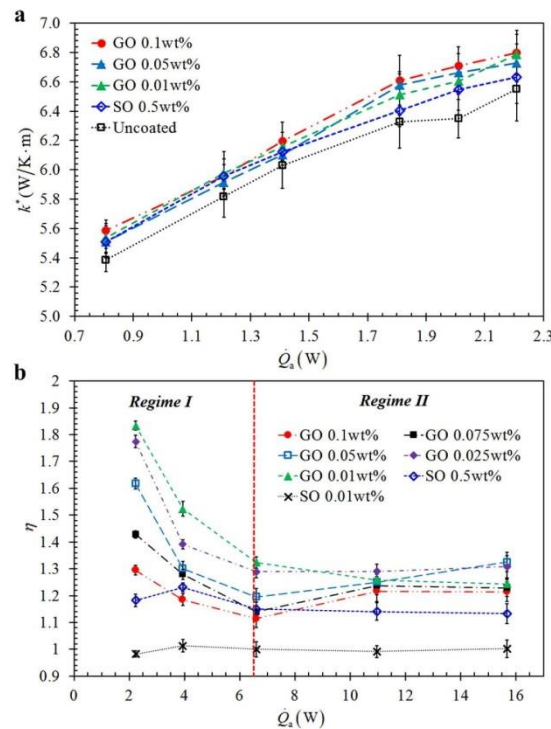 a
7.0
6.8
6.6
6.4
6.2
6.0
5.8
5.6
5.4
5.2
5.0
k* (W/K·m)
GO 0.1wt%
GO 0.05wt%
GO 0.01wt%
SO 0.5wt%
Uncoated
0.7 0.9 1.1 1.3 1.5 1.7 1.9 2.1 2.3
Q̇a (W)
b
2
1.9
1.8
1.7
1.6
1.5
1.4
1.3
1.2
1.1
1
0.9
η
Regime I Regime II
GO 0.1wt% GO 0.075wt%
GO 0.05wt% GO 0.025wt%
GO 0.01wt% SO 0.5wt%
SO 0.01wt%
0 2 4 6 8 10 12 14 16
Q̇a (W)